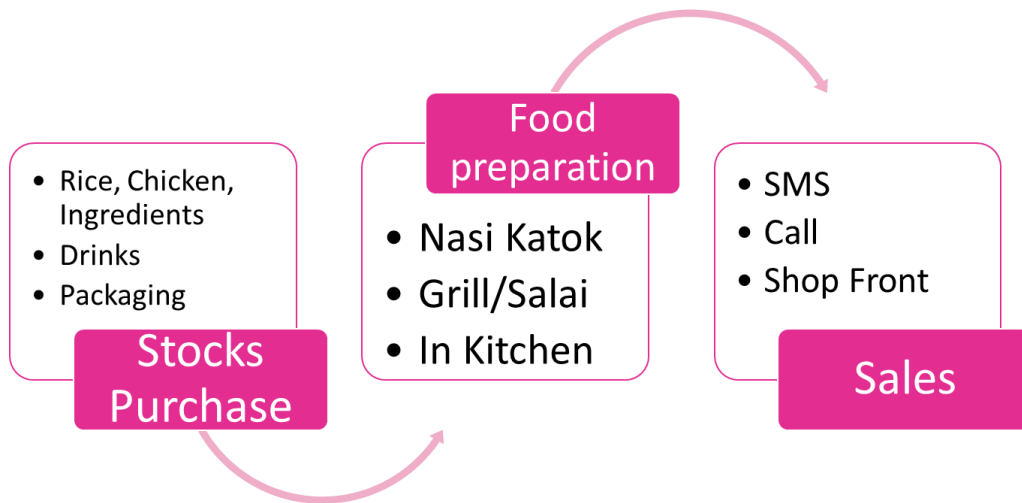 • Rice, Chicken,
Ingredients
• Drinks
• Packaging
Stocks
Purchase
Food
preparation
• Nasi Katok
• Grill/Salai
• In Kitchen
• SMS
• Call
• Shop Front
Sales